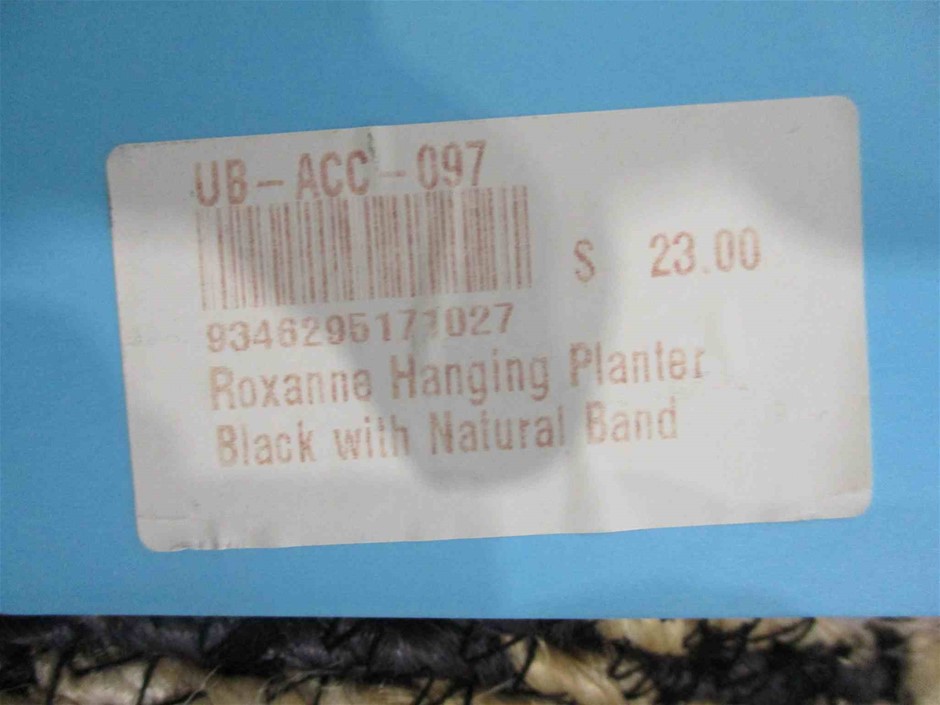 UB-ACC-097
$ 23.00
9346295171027
Roxanne Hanging Planter
Black with Natural Band